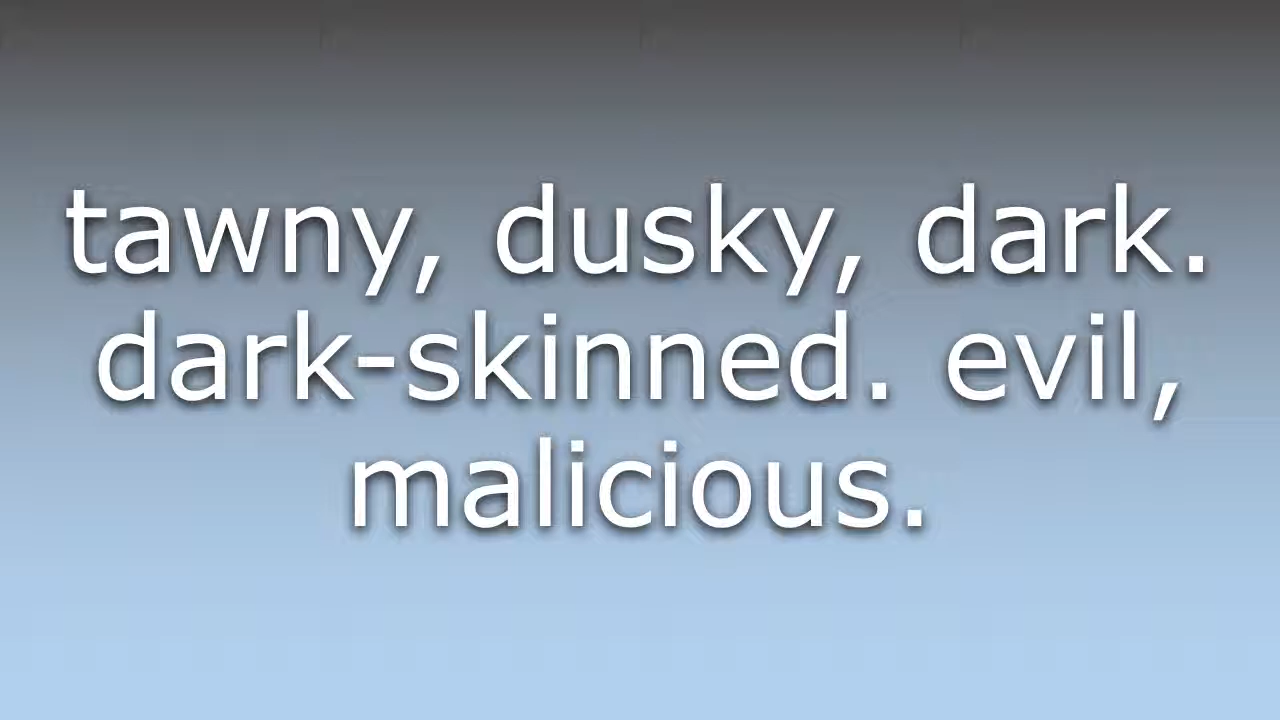 tawny, dusky, dark.
dark-skinned. evil,
malicious.